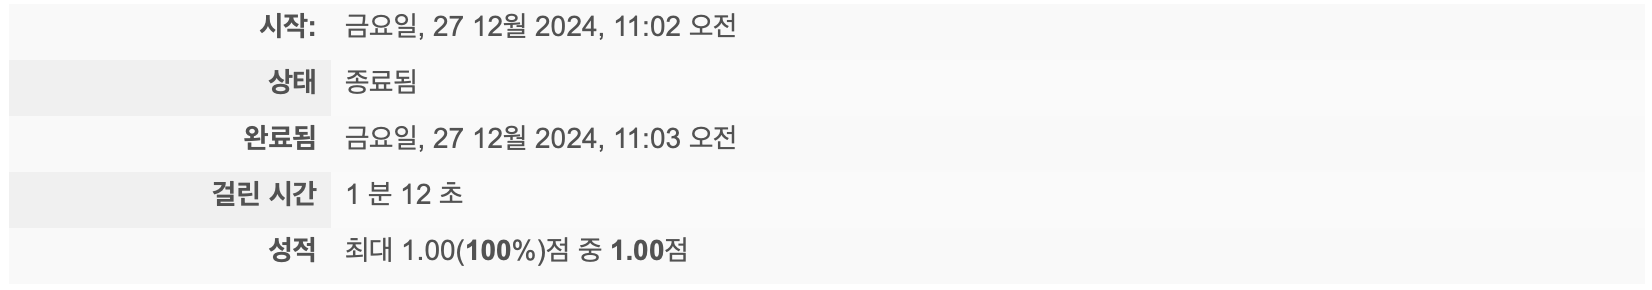 시작: 금요일, 27 12월 2024, 11:02 오전
상태 종료됨
완료됨 금요일, 27 12월 2024, 11:03 오전
걸린 시간 1 분 12 초
성적 최대 1.00(100%)점 중 1.00점